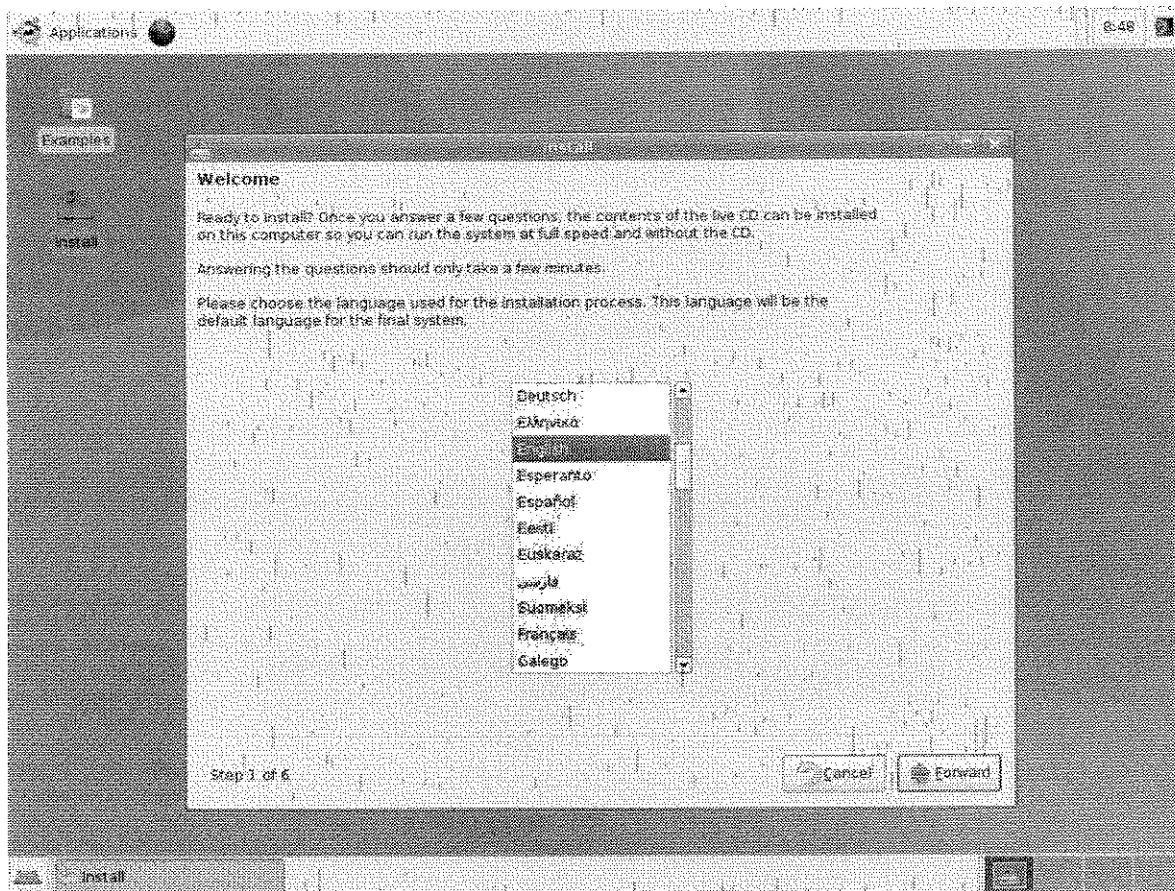 Applications
8:48
Examples
Install
Install
Welcome
Ready to install? Once you answer a few questions, the contents of the live CD can be installed
on this computer so you can run the system at full speed and without the CD.
Answering the questions should only take a few minutes.
Please choose the language used for the installation process. This language will be the
default language for the final system.
Deutsch
Ελληνικά
English
Esperanto
Español
Eesti
Euskaraz
فارسی
Suomeksi
Français
Galego
Step 1 of 6
Cancel
Forward
Install